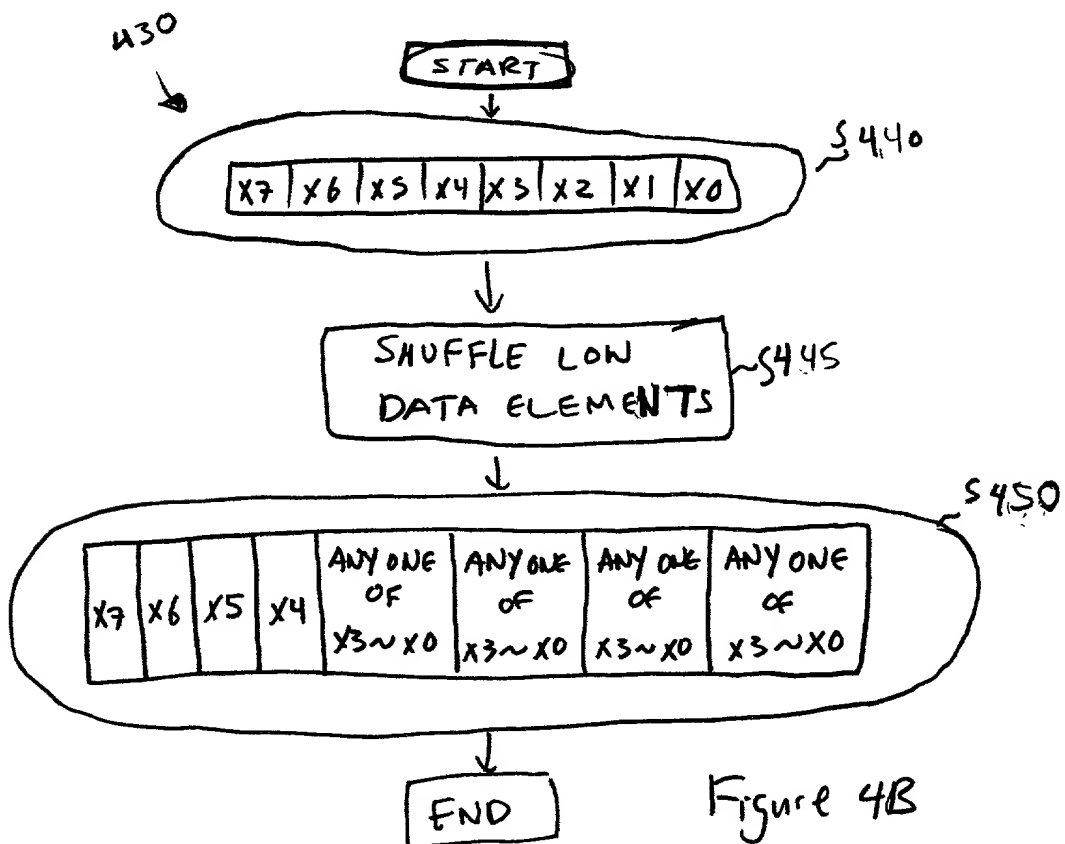 430
START
S 440
X7 X6 X5 X4 X3 X2 X1 X0
SHUFFLE LOW
DATA ELEMENTS
S445
S 450
X7 X6 X5 X4
ANY ONE OF X3~X0
ANY ONE OF X3~X0
ANY ONE OF X3~X0
ANY ONE OF X3~X0
END
Figure 4B